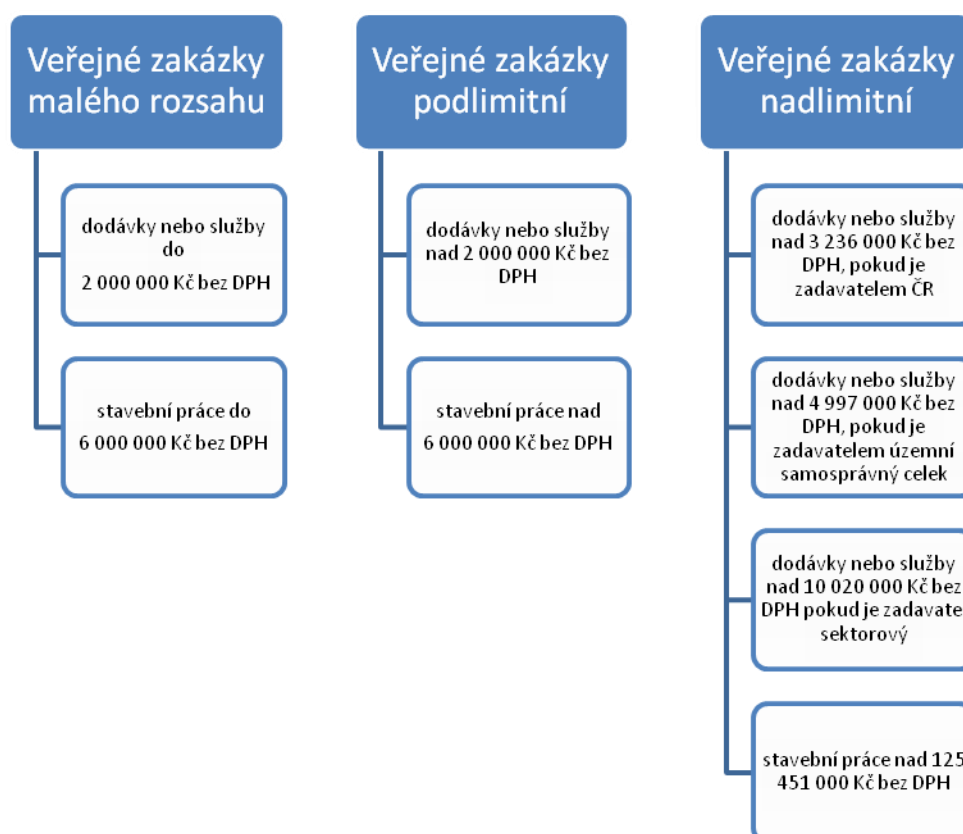 Veřejné zakázky
malého rozsahu
dodávky nebo služby
do
2 000 000 Kč bez DPH
stavební práce do
6 000 000 Kč bez DPH
Veřejné zakázky
podlimitní
dodávky nebo služby
nad 2 000 000 Kč bez
DPH
stavební práce nad
6 000 000 Kč bez DPH
Veřejné zakázky
nadlimitní
dodávky nebo služby
nad 3 236 000 Kč bez
DPH, pokud je
zadavatelem ČR
dodávky nebo služby
nad 4 997 000 Kč bez
DPH, pokud je
zadavatelem územní
samosprávný celek
dodávky nebo služby
nad 10 020 000 Kč bez
DPH pokud je zadavate
sektorový
stavební práce nad 125
451 000 Kč bez DPH